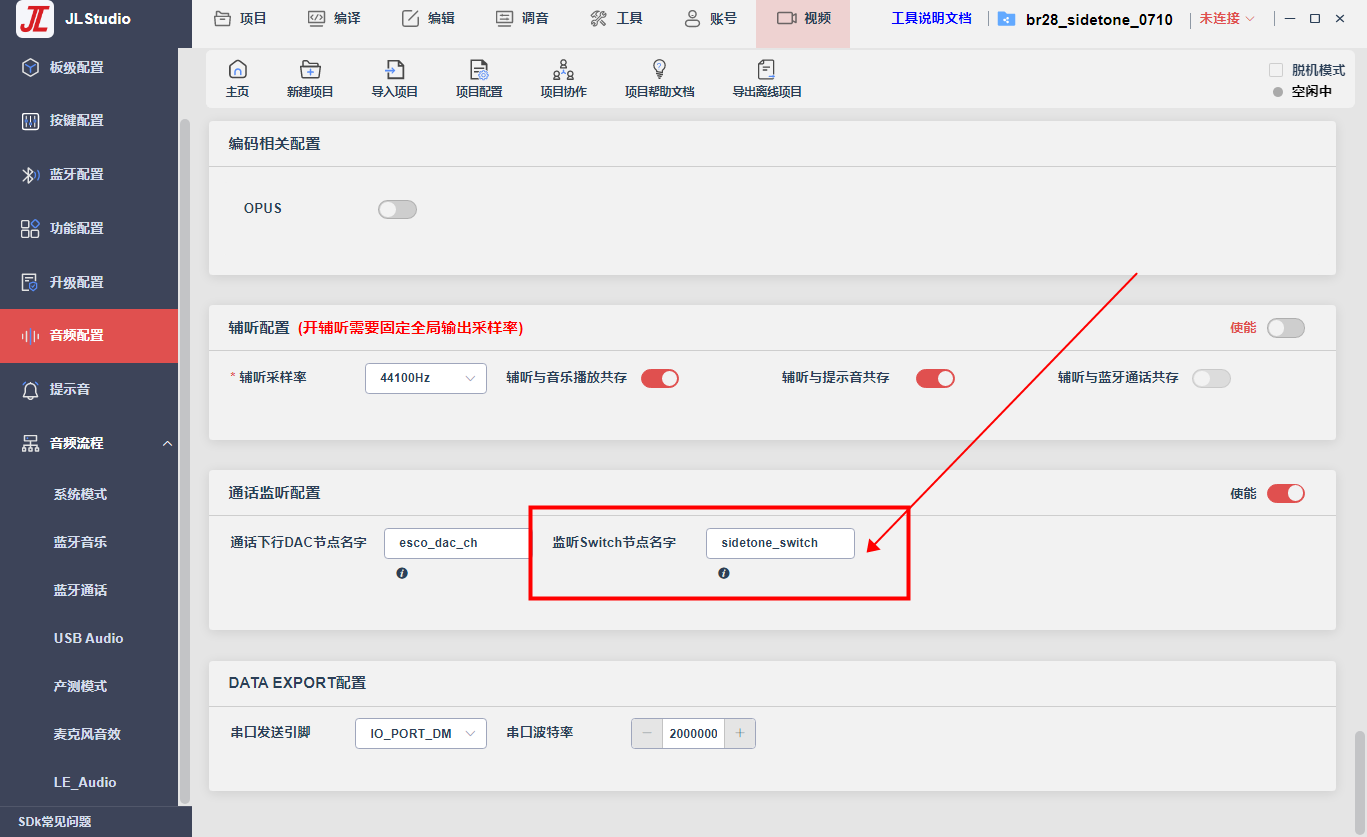 JL JLStudio
项目 编译 编辑 调音 工具 账号 视频 工具说明文档 br28_sidetone_0710 未连接
主页 新建项目 导入项目 项目配置 项目协作 项目帮助文档 导出离线项目
脱机模式
空闲中
板级配置
按键配置
蓝牙配置
功能配置
升级配置
音频配置
提示音
音频流程
系统模式
蓝牙音乐
蓝牙通话
USB Audio
产测模式
麦克风音效
LE_Audio
SDk常见问题
编码相关配置
OPUS
辅听配置 (开辅听需要固定全局输出采样率) 使能
* 辅听采样率 44100Hz 辅听与音乐播放共存 辅听与提示音共存 辅听与蓝牙通话共存
通话监听配置 使能
通话下行DAC节点名字 esco_dac_ch 监听Switch节点名字 sidetone_switch
DATA EXPORT配置
串口发送引脚 IO_PORT_DM 串口波特率 2000000